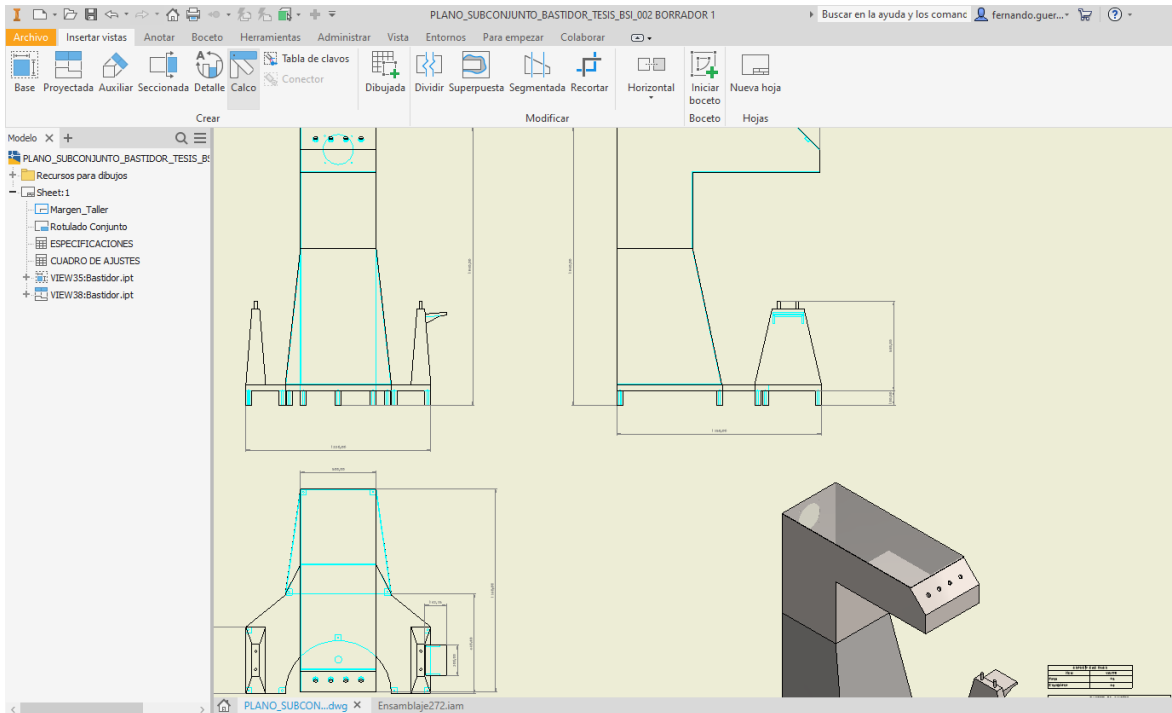 PLANO_SUBCONJUNTO_BASTIDOR_TESIS_BSI_002 BORRADOR 1
Buscar en la ayuda y los comanc
fernando.guer...
Archivo Insertar vistas Anotar Boceto Herramientas Administrar Vista Entornos Para empezar Colaborar
Tabla de clavos
Conector
Base Proyectada Auxiliar Seccionada Detalle Calco Dibujada Dividir Superpuesta Segmentada Recortar Horizontal Iniciar boceto Nueva hoja
Crear Modificar Boceto Hojas
Modelo
PLANO_SUBCONJUNTO_BASTIDOR_TESIS_BS
Recursos para dibujos
Sheet:1
Margen_Taller
Rotulado Conjunto
ESPECIFICACIONES
CUADRO DE AJUSTES
VIEW35:Bastidor.ipt
VIEW38:Bastidor.ipt
PLANO_SUBCON...dwg Ensamblaje272.iam